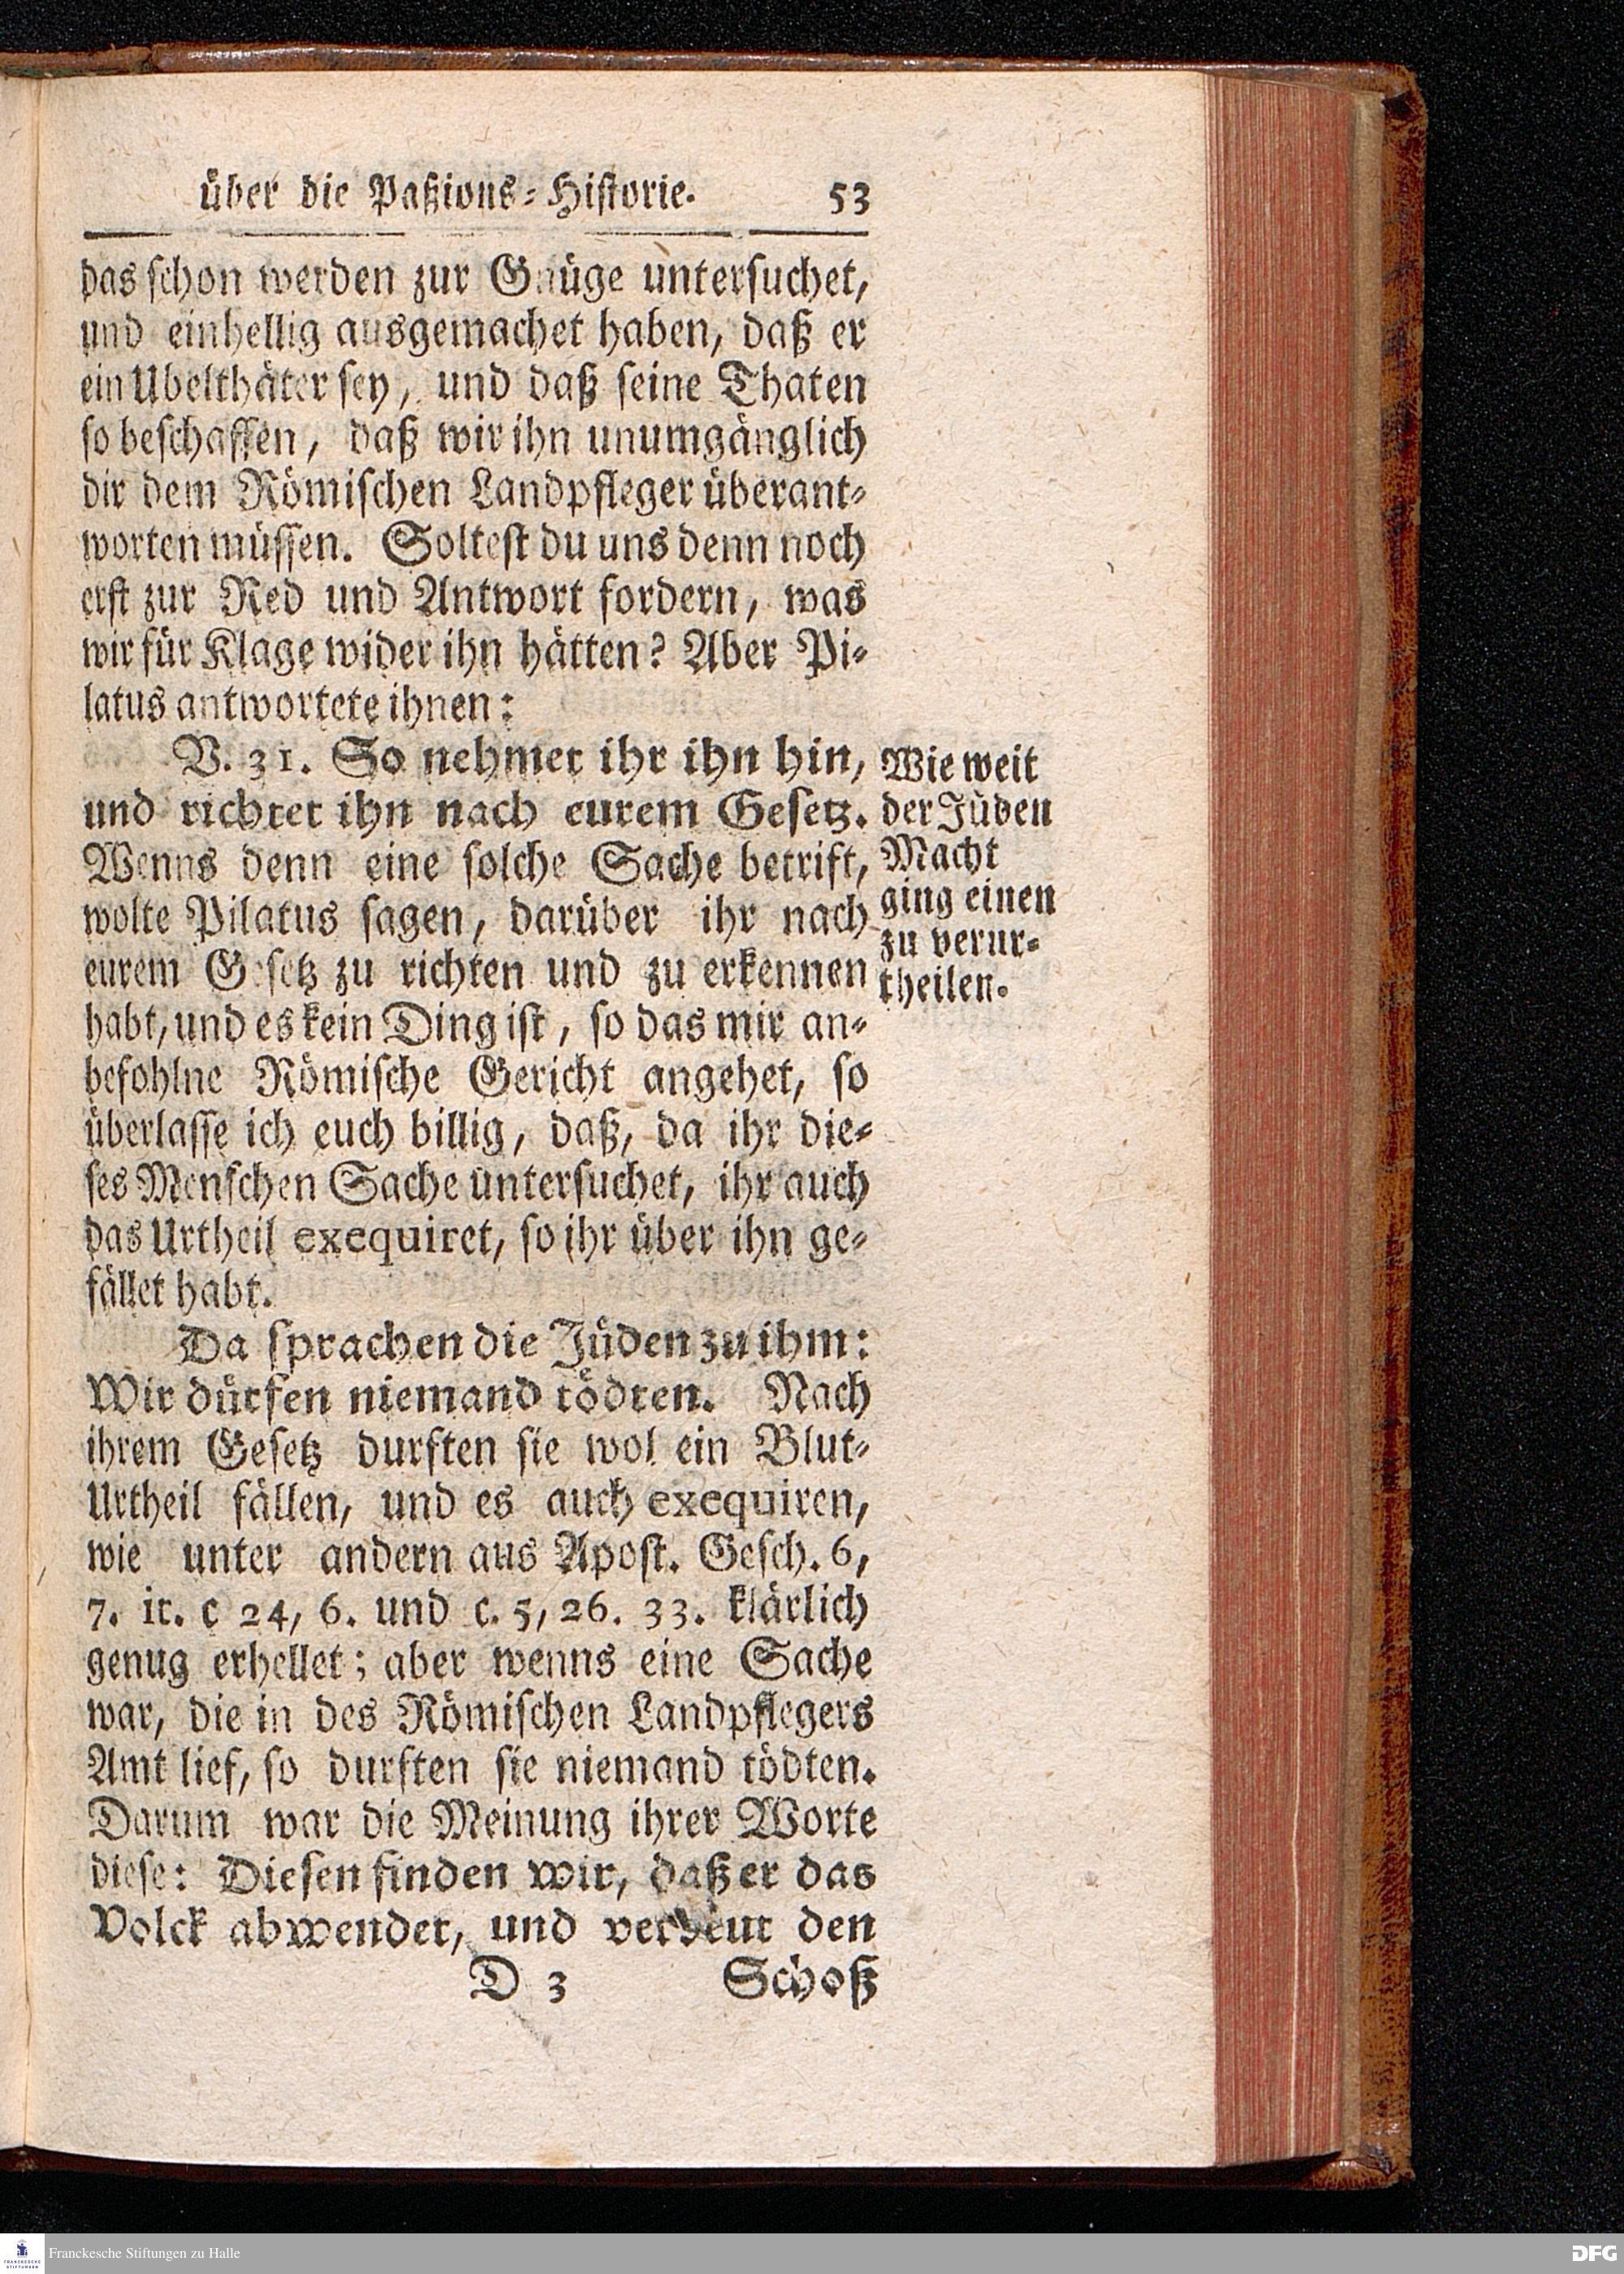 über die Paßions-Historie. 53
das schon werden zur Gnüge untersuchet,
und einhellig ausgemachet haben, daß er
ein Ubelthäter sey, und daß seine Thaten
so beschaffen, daß wir ihn unumgänglich
dir dem Römischen Landpfleger überant-
worten müssen. Soltest du uns denn noch
erst zur Red und Antwort fordern, was
wir für Klage wider ihn hätten? Aber Pi-
latus antwortete ihnen:
V. 31. So nehmet ihr ihn hin,
und richtet ihn nach eurem Gesetz.
Wenns denn eine solche Sache betrift,
wolte Pilatus sagen, darüber ihr nach
eurem Gesetz zu richten und zu erkennen
habt, und es kein Ding ist, so das mir an-
befohlne Römische Gericht angehet, so
überlasse ich euch billig, daß, da ihr die-
ses Menschen Sache untersuchet, ihr auch
das Urtheil exequiret, so ihr über ihn ge-
fället habt.
Wie weit
der Jüden
Macht
ging einen
zu verur-
theilen.
Da sprachen die Jüden zu ihm:
Wir dürfen niemand tödten. Nach
ihrem Gesetz durften sie wol ein Blut-
Urtheil fällen, und es auch exequiren,
wie unter andern aus Apost. Gesch. 6,
7. it. c 24, 6. und c. 5, 26. 33. klärlich
genug erhellet; aber wenns eine Sache
war, die in des Römischen Landpflegers
Amt lief, so durften sie niemand tödten.
Darum war die Meinung ihrer Worte
diese: Diesen finden wir, daß er das
Volck abwendet, und verbeut den
D 3 Schoß
Franckesche Stiftungen zu Halle
FRANCKESCHE
STIFTUNGEN
DFG